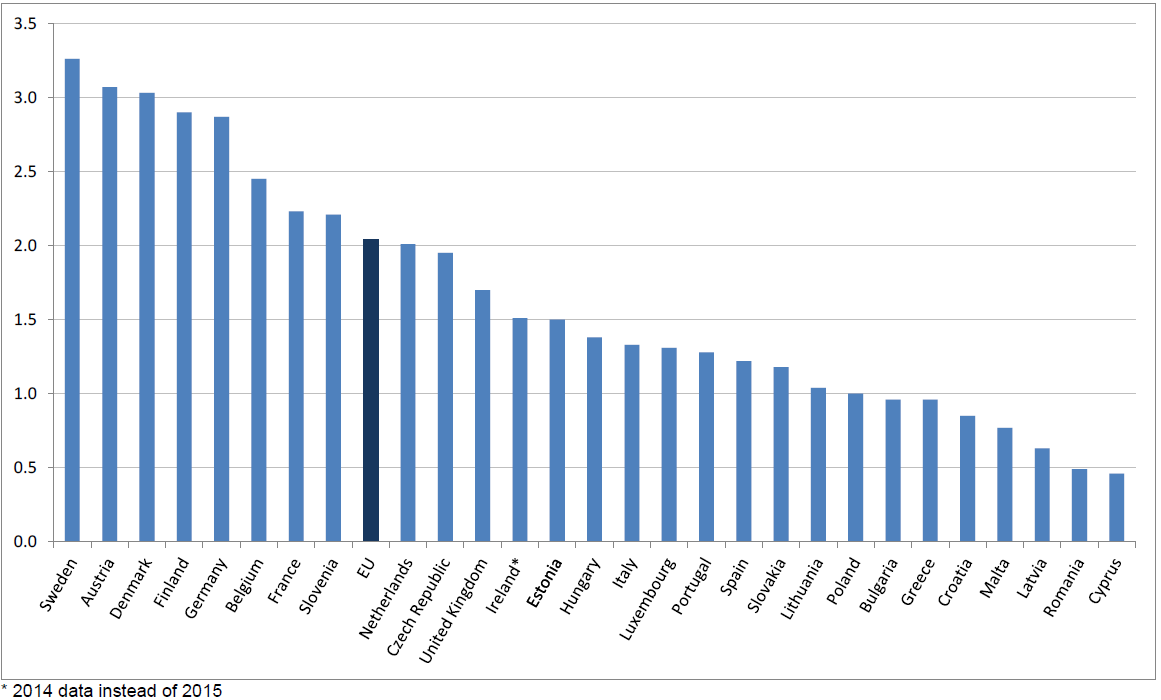 3.5
3.0
2.5
2.0
1.5
1.0
0.5
0.0
Sweden
Austria
Denmark
Finland
Germany
Belgium
France
Slovenia
EU
Netherlands
Czech Republic
United Kingdom
Ireland*
Estonia
Hungary
Italy
Luxembourg
Portugal
Spain
Slovakia
Lithuania
Poland
Bulgaria
Greece
Croatia
Malta
Latvia
Romania
Cyprus
* 2014 data instead of 2015